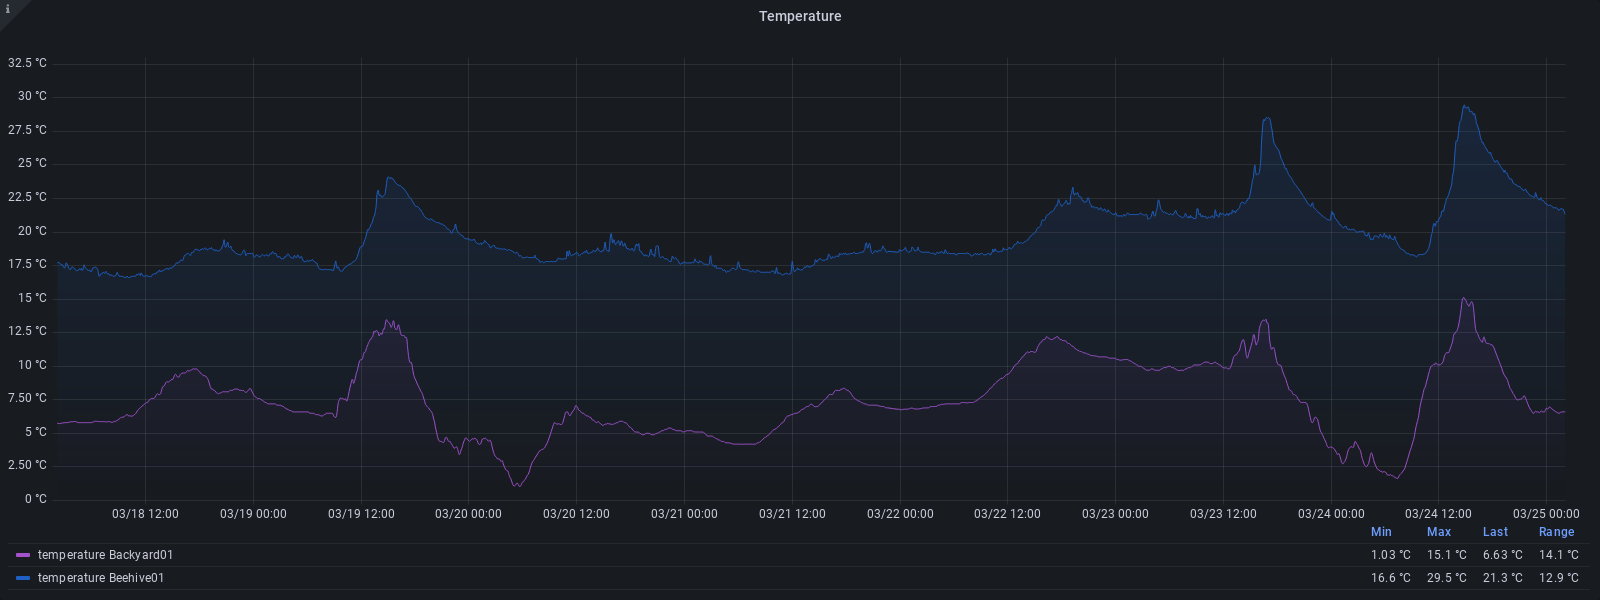 i
Temperature
32.5 °C
30 °C
27.5 °C
25 °C
22.5 °C
20 °C
17.5 °C
15 °C
12.5 °C
10 °C
7.50 °C
5 °C
2.50 °C
0 °C
03/18 12:00 03/19 00:00 03/19 12:00 03/20 00:00 03/20 12:00 03/21 00:00 03/21 12:00 03/22 00:00 03/22 12:00 03/23 00:00 03/23 12:00 03/24 00:00 03/24 12:00 03/25 00:00
Min Max Last Range
temperature Backyard01 1.03 °C 15.1 °C 6.63 °C 14.1 °C
temperature Beehive01 16.6 °C 29.5 °C 21.3 °C 12.9 °C